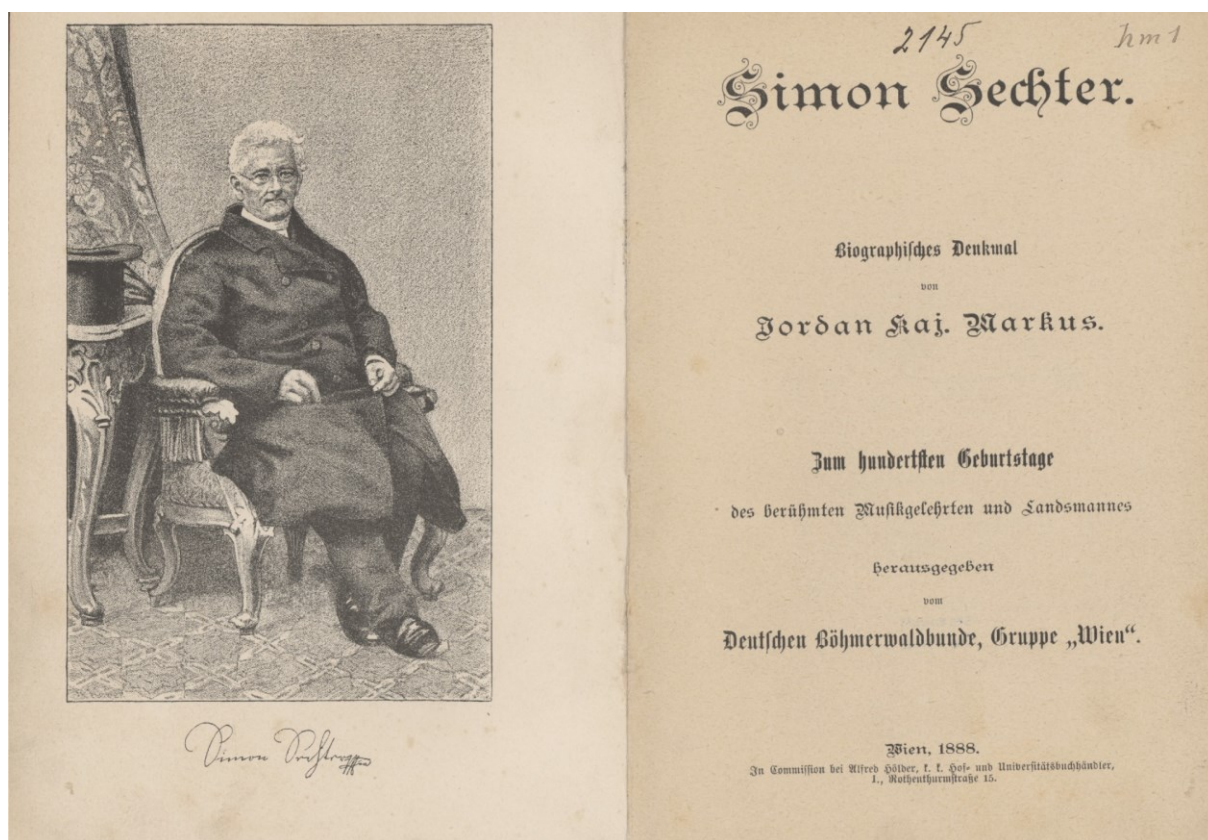 Simon Sechter
2145
hm1
Simon Sechter.
Biographisches Denkmal
von
Jordan Kaj. Markus.
Zum hundertsten Geburtstage
des berühmten Musikgelehrten und Landsmannes
herausgegeben
vom
Deutschen Böhmerwaldbunde, Gruppe „Wien“.
Wien, 1888.
In Commission bei Alfred Hölder, k. k. Hof- und Universitätsbuchhändler,
I., Rothenthurmstraße 15.